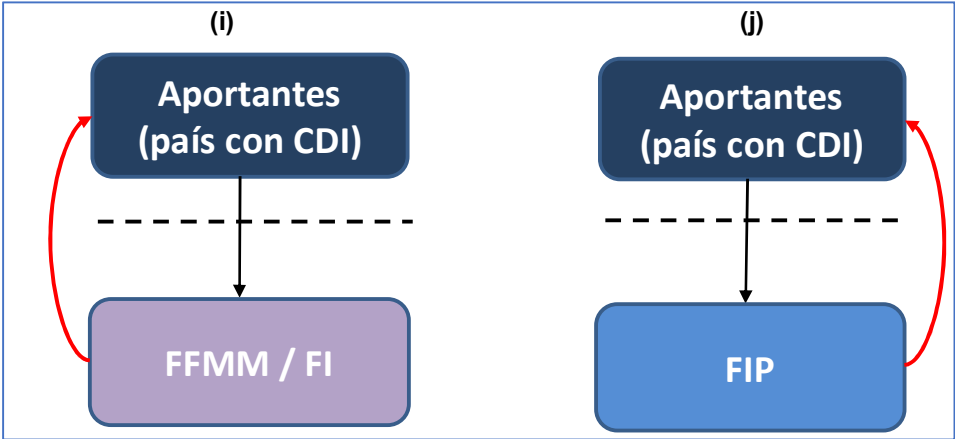 (i)
(j)
Aportantes
(país con CDI)
Aportantes
(país con CDI)
FFMM / FI
FIP